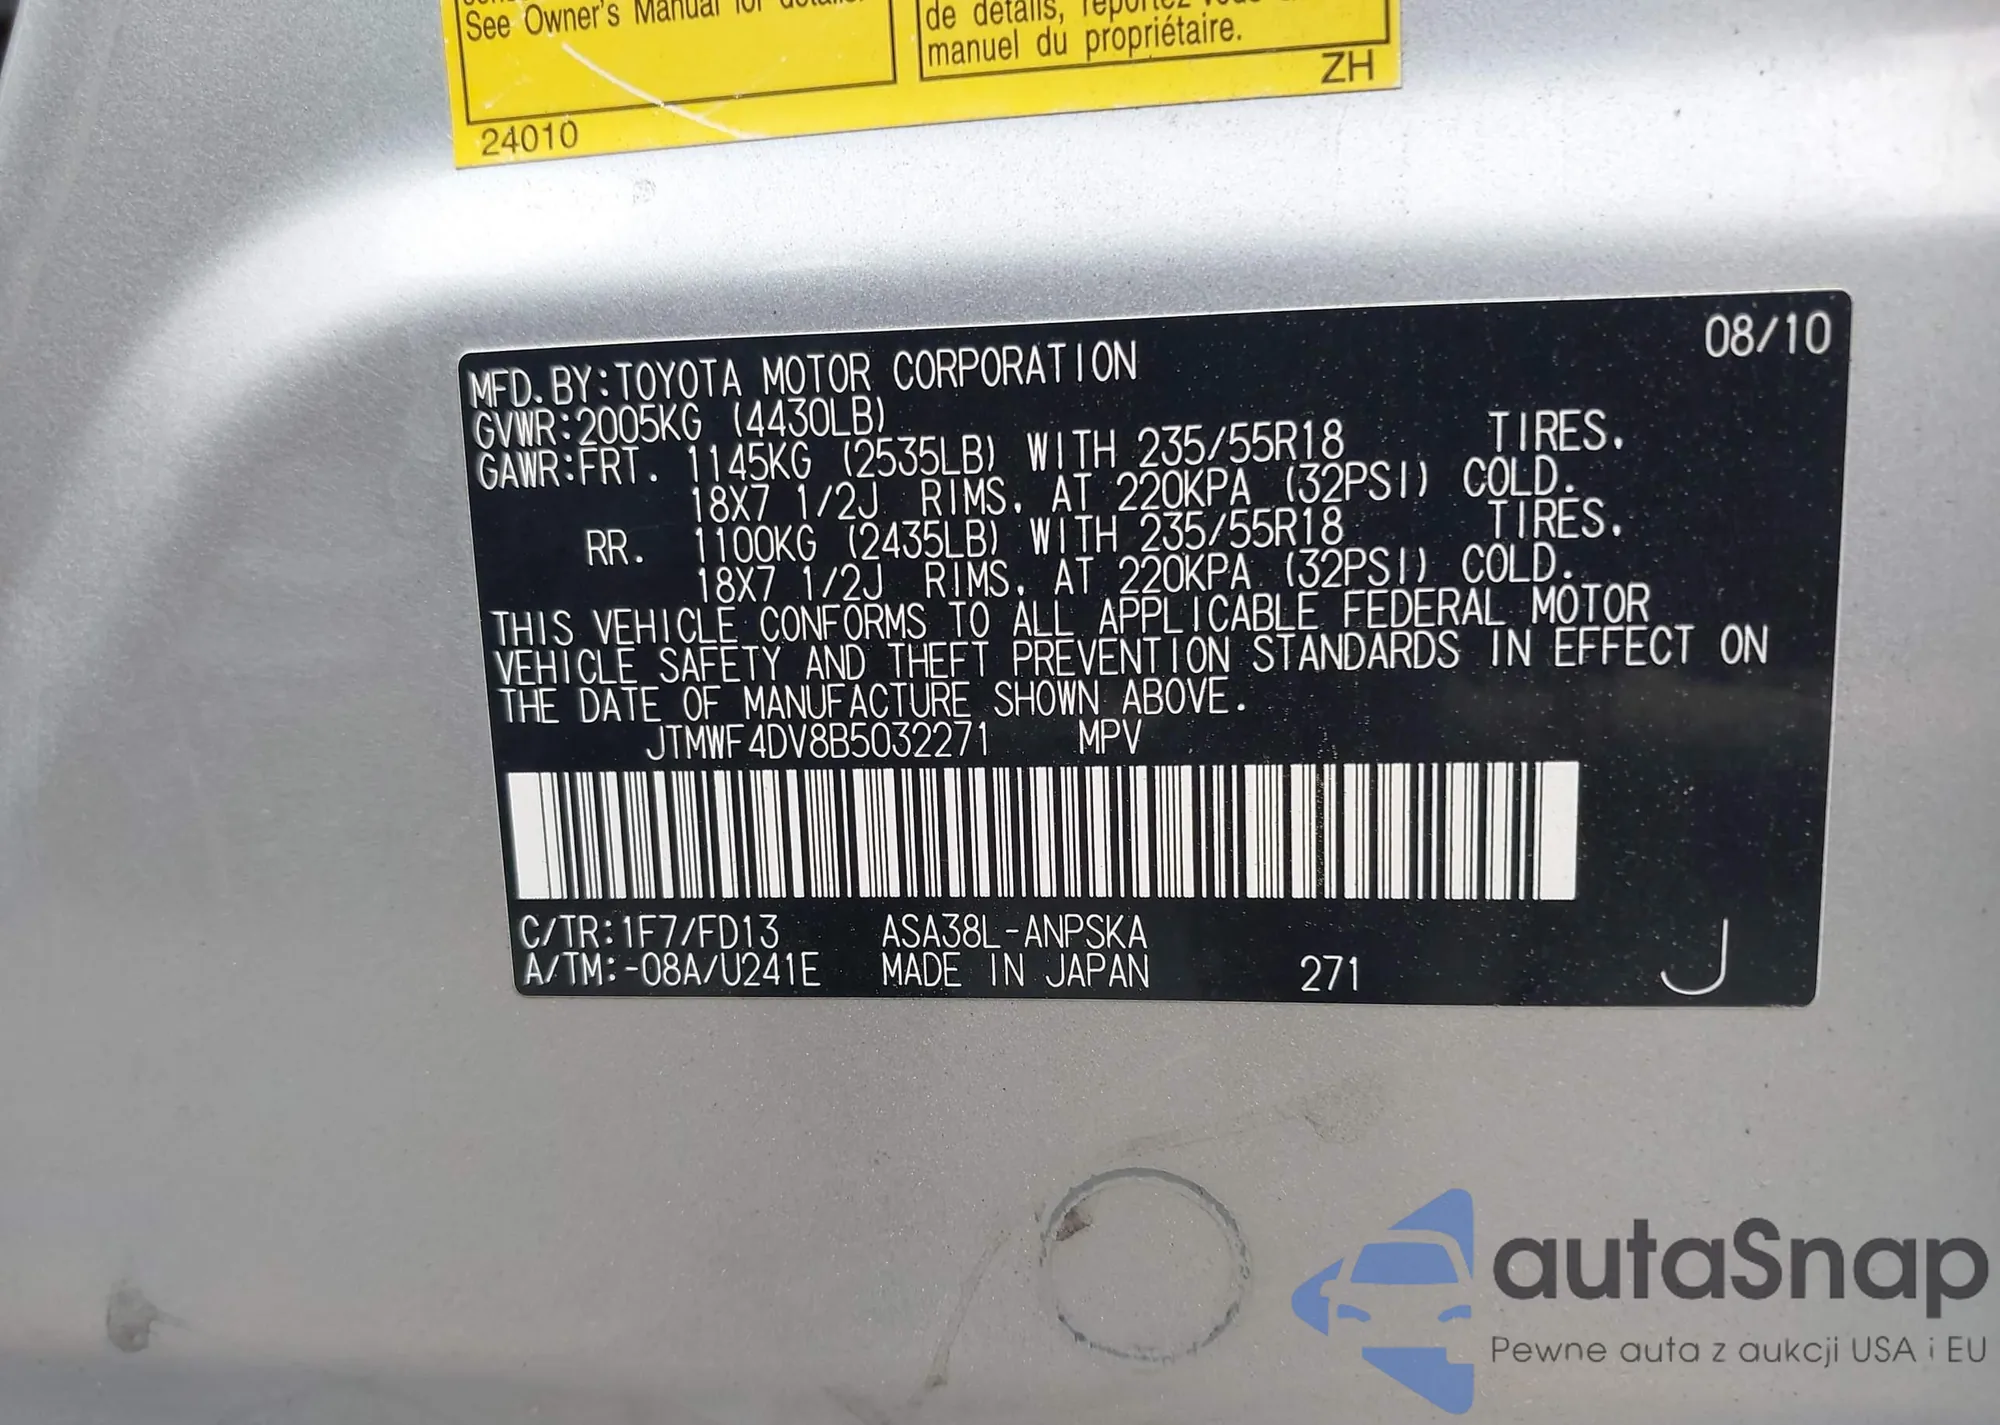 See Owner's Manual for details.
de détails, reportez-vous
manuel du propriétaire.
ZH
24010
08/10
MFD. BY:TOYOTA MOTOR CORPORATION
GVWR:2005KG (4430LB)
GAWR:FRT. 1145KG (2535LB) WITH 235/55R18 TIRES.
18X7 1/2J RIMS, AT 220KPA (32PSI) COLD.
RR. 1100KG (2435LB) WITH 235/55R18 TIRES.
18X7 1/2J RIMS, AT 220KPA (32PSI) COLD.
THIS VEHICLE CONFORMS TO ALL APPLICABLE FEDERAL MOTOR
VEHICLE SAFETY AND THEFT PREVENTION STANDARDS IN EFFECT ON
THE DATE OF MANUFACTURE SHOWN ABOVE.
JTMWF4DV8B5032271 MPV
C/TR:1F7/FD13 ASA38L-ANPSKA
A/TM:-08A/U241E MADE IN JAPAN 271 J
autaSnap
Pewne auta z aukcji USA i EU